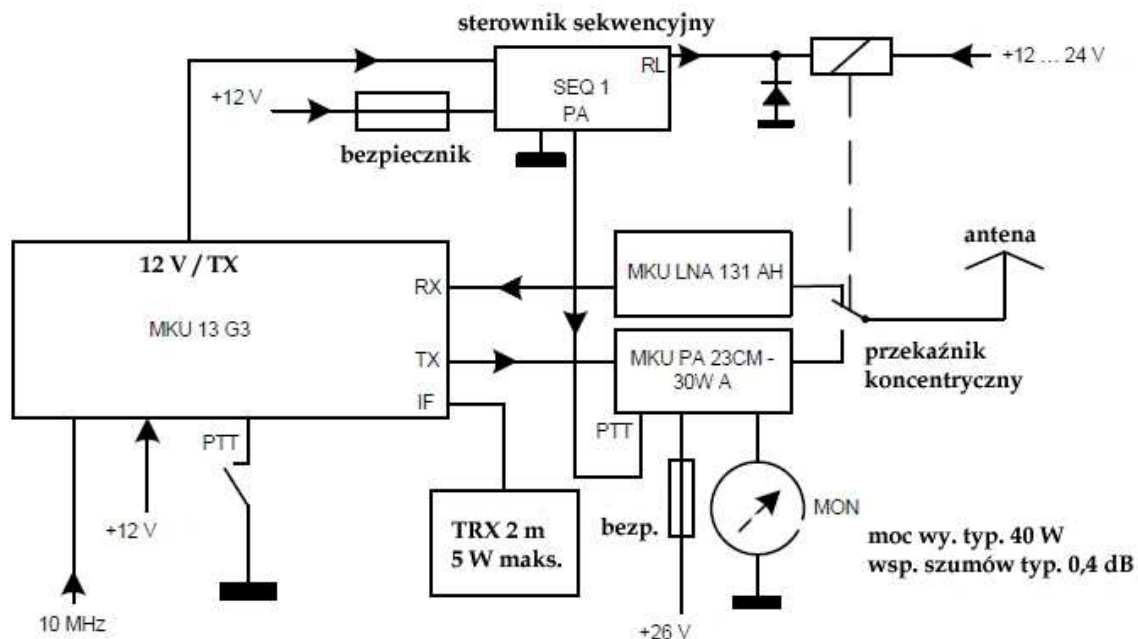 sterownik sekwencyjny
RL
SEQ 1
PA
+12 ... 24 V
+12 V
bezpiecznik
12 V / TX
MKU 13 G3
RX
TX
IF
MKU LNA 131 AH
antena
MKU PA 23CM -
30W A
przekaźnik
koncentryczny
PTT
PTT
+12 V
10 MHz
TRX 2 m
5 W maks.
bezp.
+26 V
MON
moc wy. typ. 40 W
wsp. szumów typ. 0,4 dB